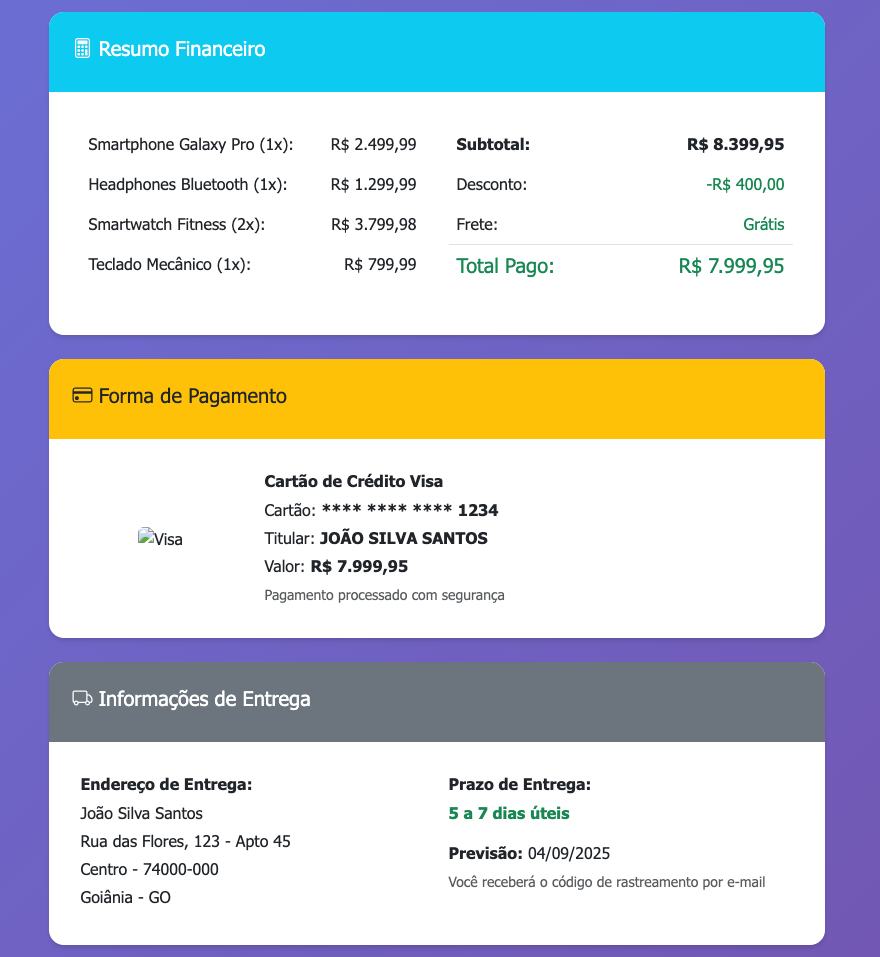 Resumo Financeiro
Smartphone Galaxy Pro (1x): R$ 2.499,99
Headphones Bluetooth (1x): R$ 1.299,99
Smartwatch Fitness (2x): R$ 3.799,98
Teclado Mecânico (1x): R$ 799,99
Subtotal: R$ 8.399,95
Desconto: -R$ 400,00
Frete: Grátis
Total Pago: R$ 7.999,95
Forma de Pagamento
Visa
Cartão de Crédito Visa
Cartão: **** **** **** 1234
Titular: JOÃO SILVA SANTOS
Valor: R$ 7.999,95
Pagamento processado com segurança
Informações de Entrega
Endereço de Entrega:
João Silva Santos
Rua das Flores, 123 - Apto 45
Centro - 74000-000
Goiânia - GO
Prazo de Entrega:
5 a 7 dias úteis
Previsão: 04/09/2025
Você receberá o código de rastreamento por e-mail